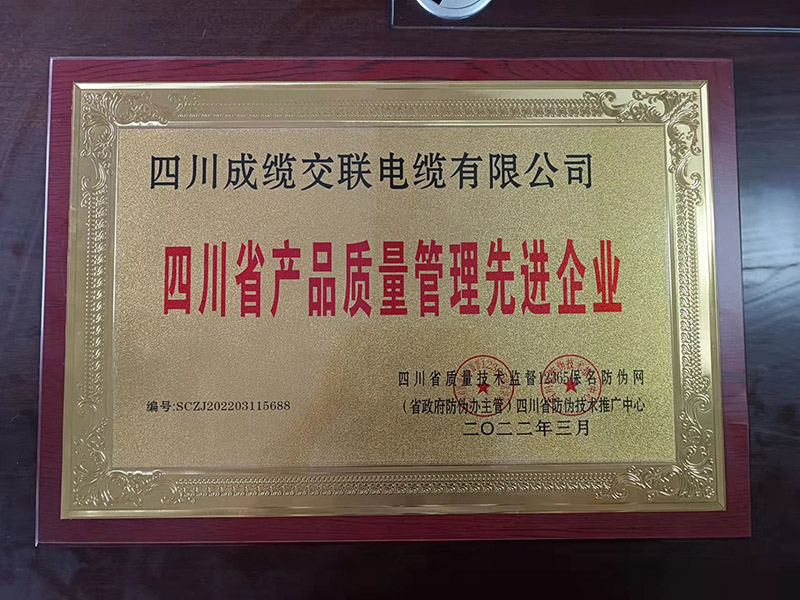 四川成缆交联电缆有限公司
四川省产品质量管理先进企业
四川省质量技术监督12365保名防伪网
编号:SCZJ202203115688
（省政府防伪办主管）四川省防伪技术推广中心
二〇二二年三月